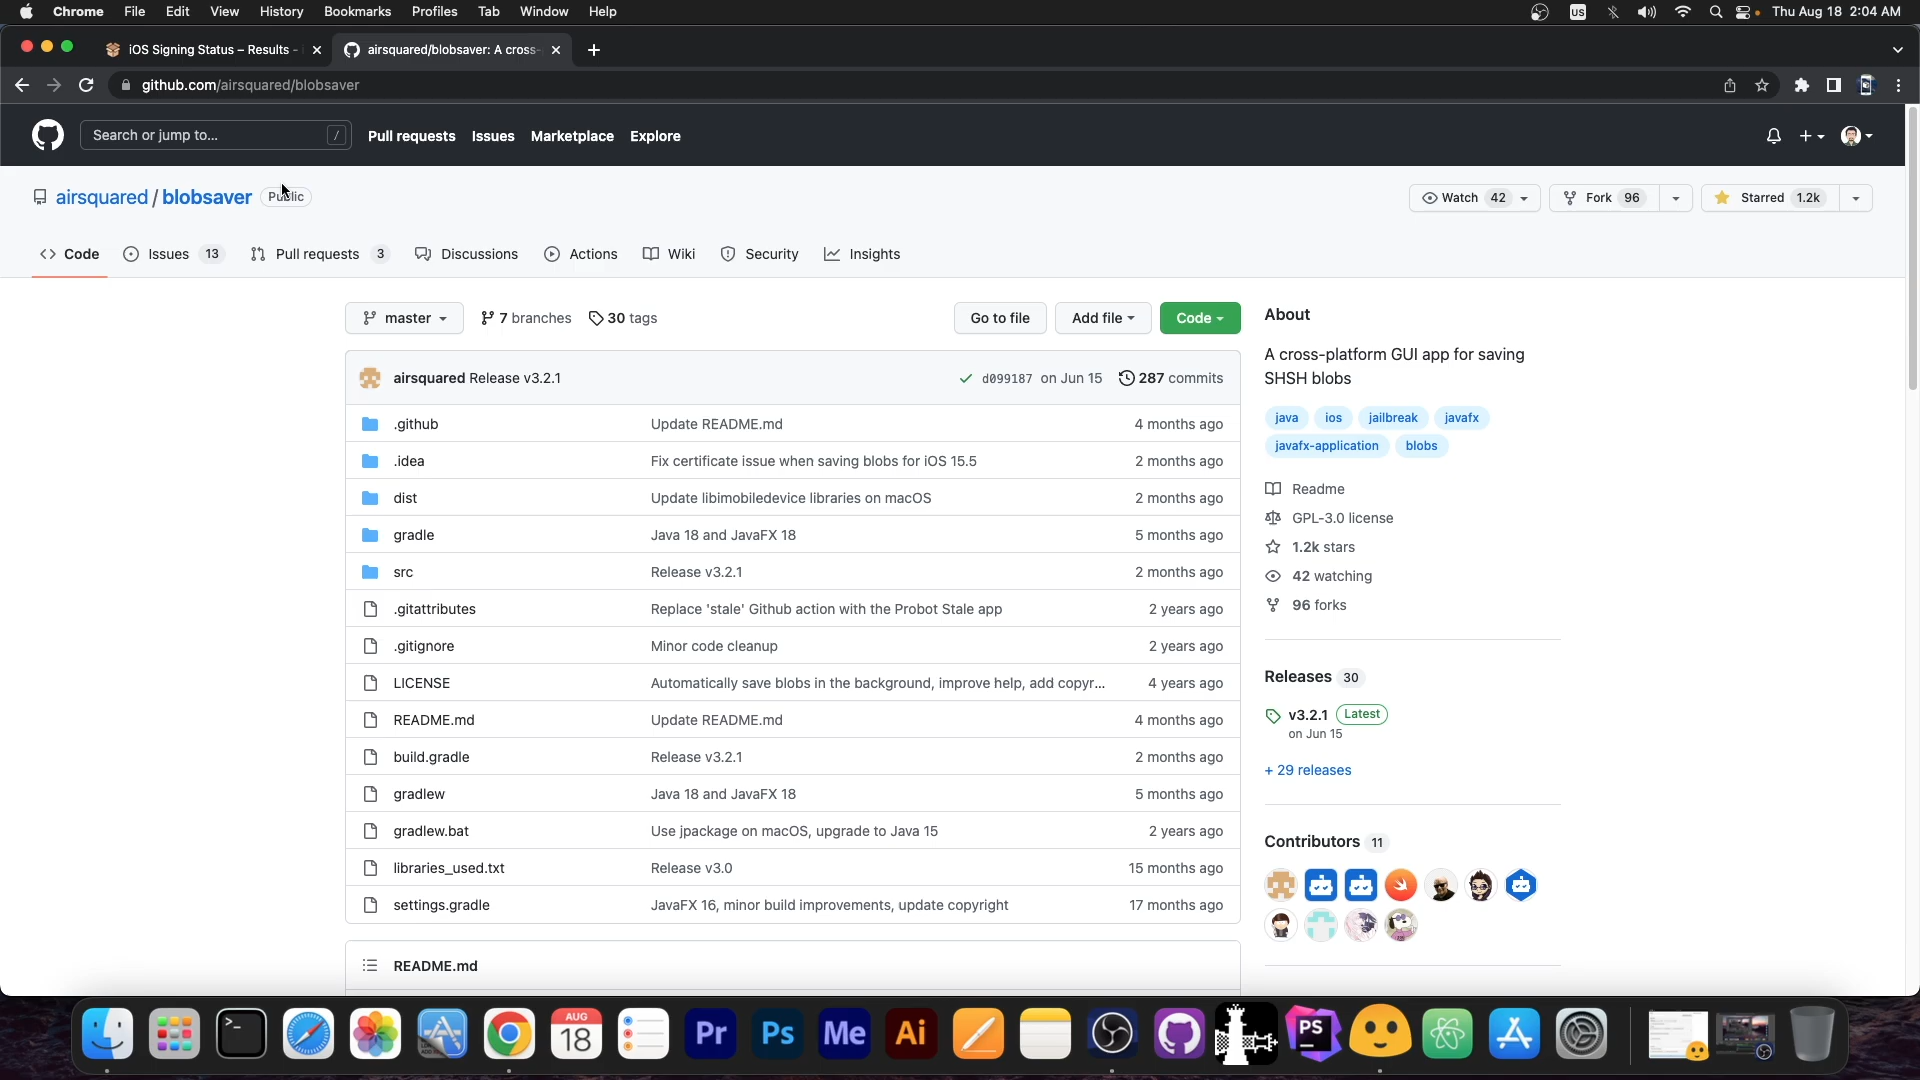 Chrome File Edit View History Bookmarks Profiles Tab Window Help US Thu Aug 18 2:04 AM
iOS Signing Status – Results - airsquared/blobsaver: A cross-
github.com/airsquared/blobsaver
Search or jump to... / Pull requests Issues Marketplace Explore
airsquared / blobsaver Public Watch 42 Fork 96 Starred 1.2k
Code Issues 13 Pull requests 3 Discussions Actions Wiki Security Insights
master 7 branches 30 tags Go to file Add file Code
airsquared Release v3.2.1 d099187 on Jun 15 287 commits
.github Update README.md 4 months ago
.idea Fix certificate issue when saving blobs for iOS 15.5 2 months ago
dist Update libimobiledevice libraries on macOS 2 months ago
gradle Java 18 and JavaFX 18 5 months ago
src Release v3.2.1 2 months ago
.gitattributes Replace 'stale' Github action with the Probot Stale app 2 years ago
.gitignore Minor code cleanup 2 years ago
LICENSE Automatically save blobs in the background, improve help, add copyr... 4 years ago
README.md Update README.md 4 months ago
build.gradle Release v3.2.1 2 months ago
gradlew Java 18 and JavaFX 18 5 months ago
gradlew.bat Use jpackage on macOS, upgrade to Java 15 2 years ago
libraries_used.txt Release v3.0 15 months ago
settings.gradle JavaFX 16, minor build improvements, update copyright 17 months ago
README.md
About
A cross-platform GUI app for saving
SHSH blobs
java ios jailbreak javafx
javafx-application blobs
Readme
GPL-3.0 license
1.2k stars
42 watching
96 forks
Releases 30
v3.2.1 Latest
on Jun 15
+ 29 releases
Contributors 11
AUG
18 Pr Ps Me Ai PS